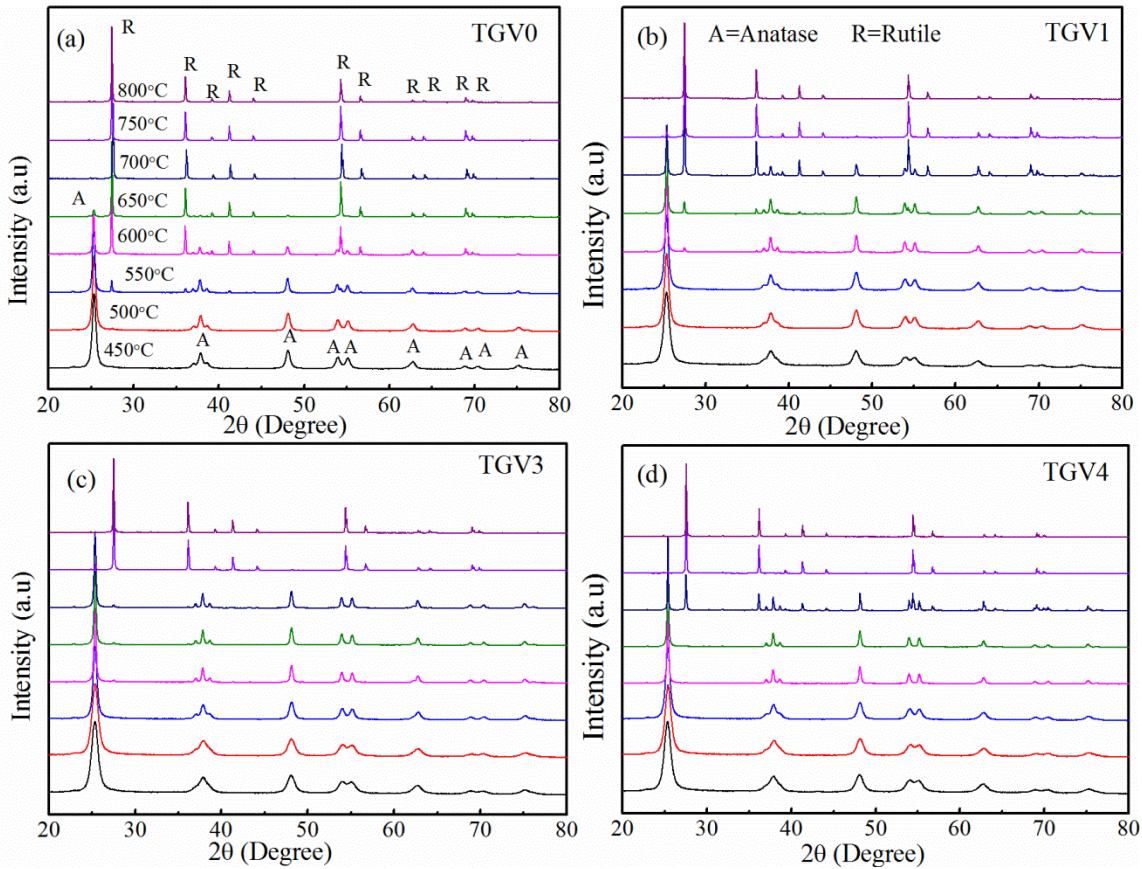 (a) TGV0
R
R R R R R R R R R R
800°C
750°C
700°C
650°C
A
600°C
550°C
500°C
450°C
A A A A A A A A
20 30 40 50 60 70 80
2θ (Degree)
Intensity (a.u)
(b) A=Anatase R=Rutile TGV1
20 30 40 50 60 70 80
2θ (Degree)
Intensity (a.u)
(c) TGV3
20 30 40 50 60 70 80
2θ (Degree)
Intensity (a.u)
(d) TGV4
20 30 40 50 60 70 80
2θ (Degree)
Intensity (a.u)